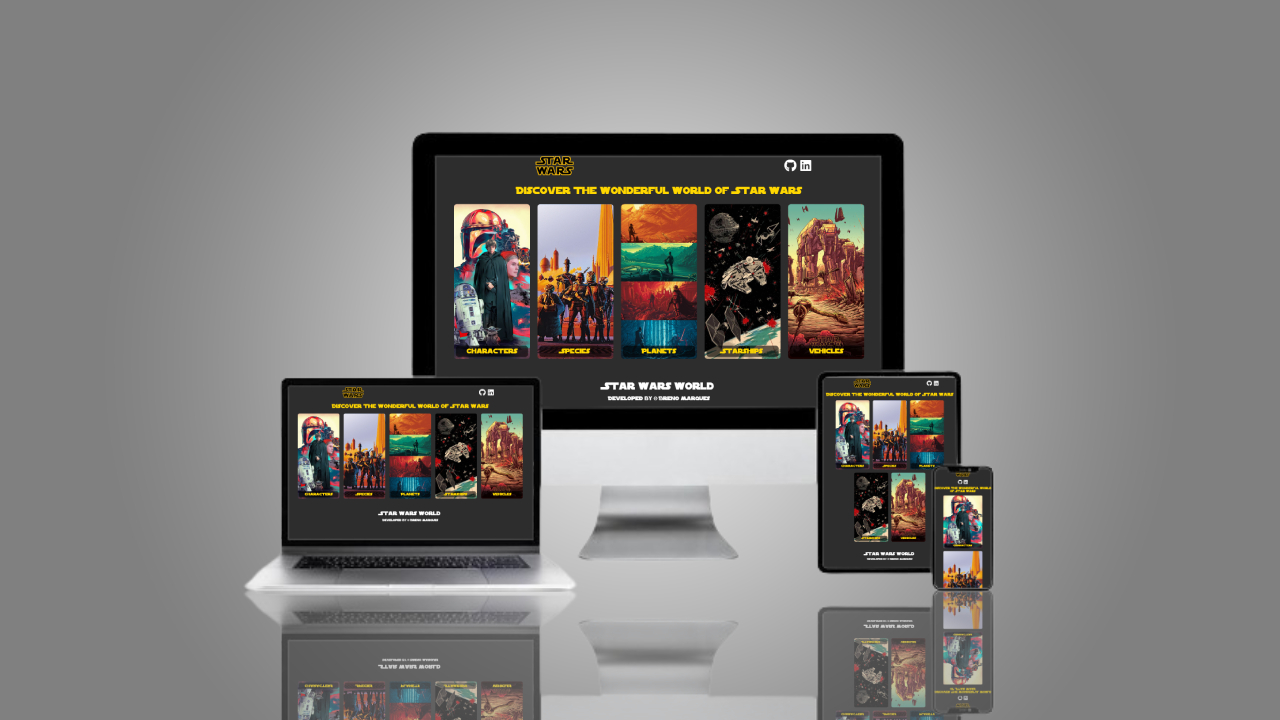 STAR
WARS
in
DISCOVER THE WONDERFUL WORLD OF STAR WARS
CHARACTERS
SPECIES
PLANETS
STARSHIPS
VEHICLES
STAR WARS WORLD
DEVELOPED BY @BRENO MARQUES
STAR
WARS
in
DISCOVER THE WONDERFUL WORLD OF STAR WARS
CHARACTERS
SPECIES
PLANETS
STARSHIPS
VEHICLES
STAR WARS WORLD
DEVELOPED BY @BRENO MARQUES
STAR
WARS
in
DISCOVER THE WONDERFUL WORLD OF STAR WARS
CHARACTERS
SPECIES
PLANETS
STARSHIPS
VEHICLES
STAR WARS WORLD
DEVELOPED BY @BRENO MARQUES
DISCOVER THE WONDERFUL WORLD
OF STAR WARS
CHARACTERS